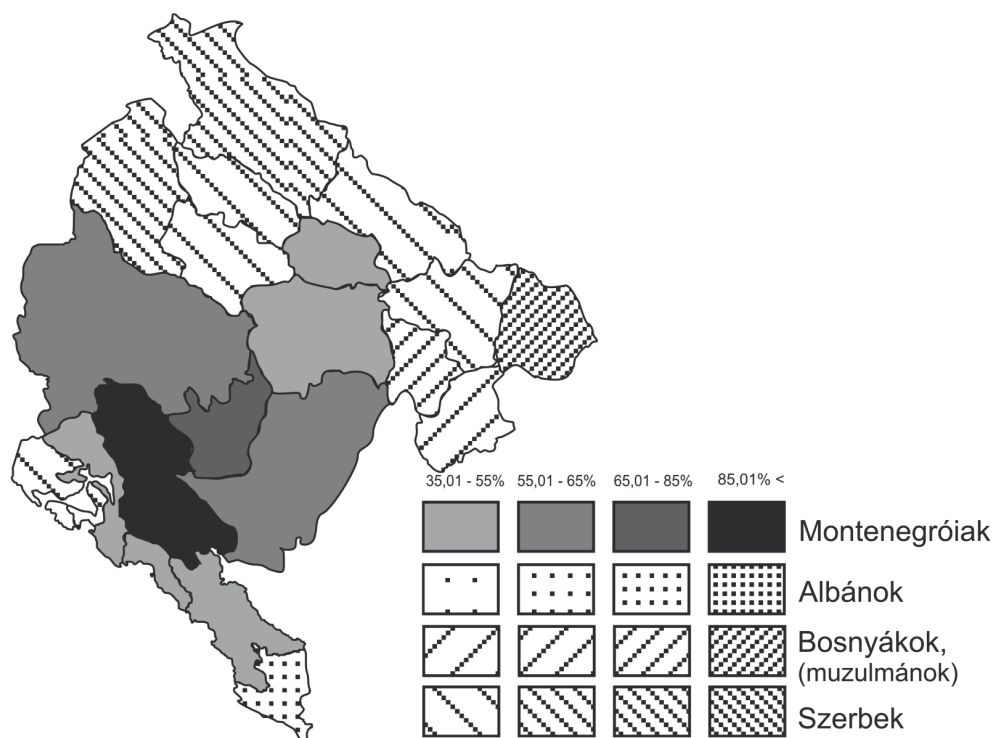 35,01 - 55% 55,01 - 65% 65,01 - 85% 85,01% <
Montenegróiak
Albánok
Bosnyákok,
(muzulmánok)
Szerbek